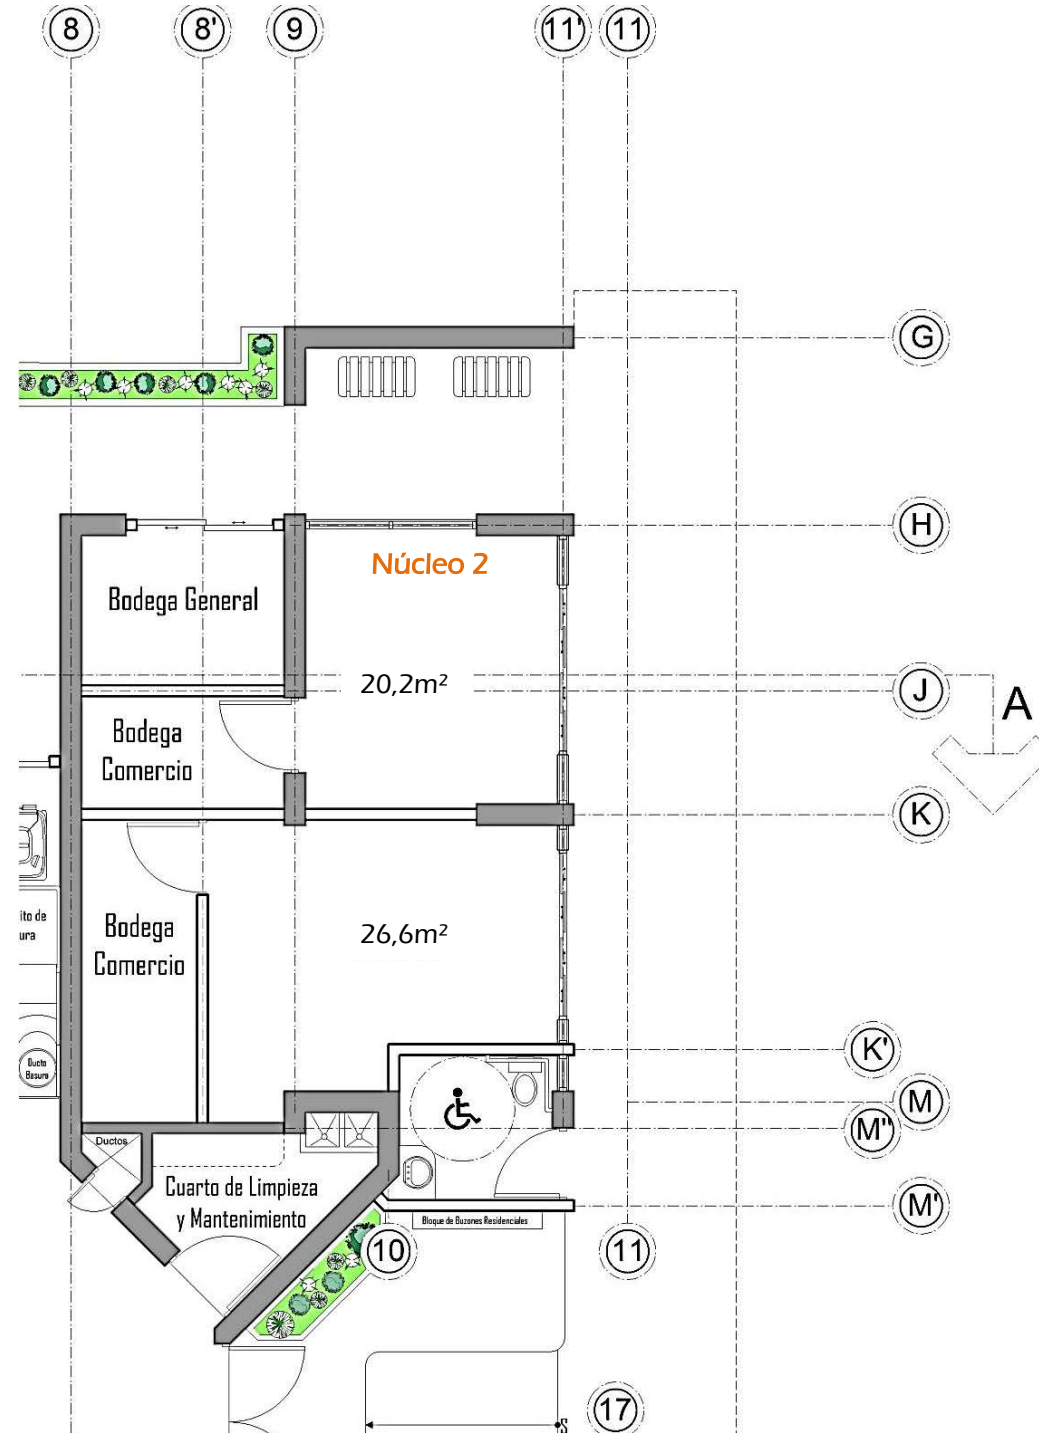 8 8' 9 11' 11
G
H
Núcleo 2
Bodega General
20,2m²
J
A
Bodega
Comercio
K
ito de
ura
Bodega
Comercio
26,6m²
K'
Ducto
Basura
M
M''
Ductos
Cuarto de Limpieza
y Mantenimiento
M'
Bloque de Buzones Residenciales
10 11
17
S